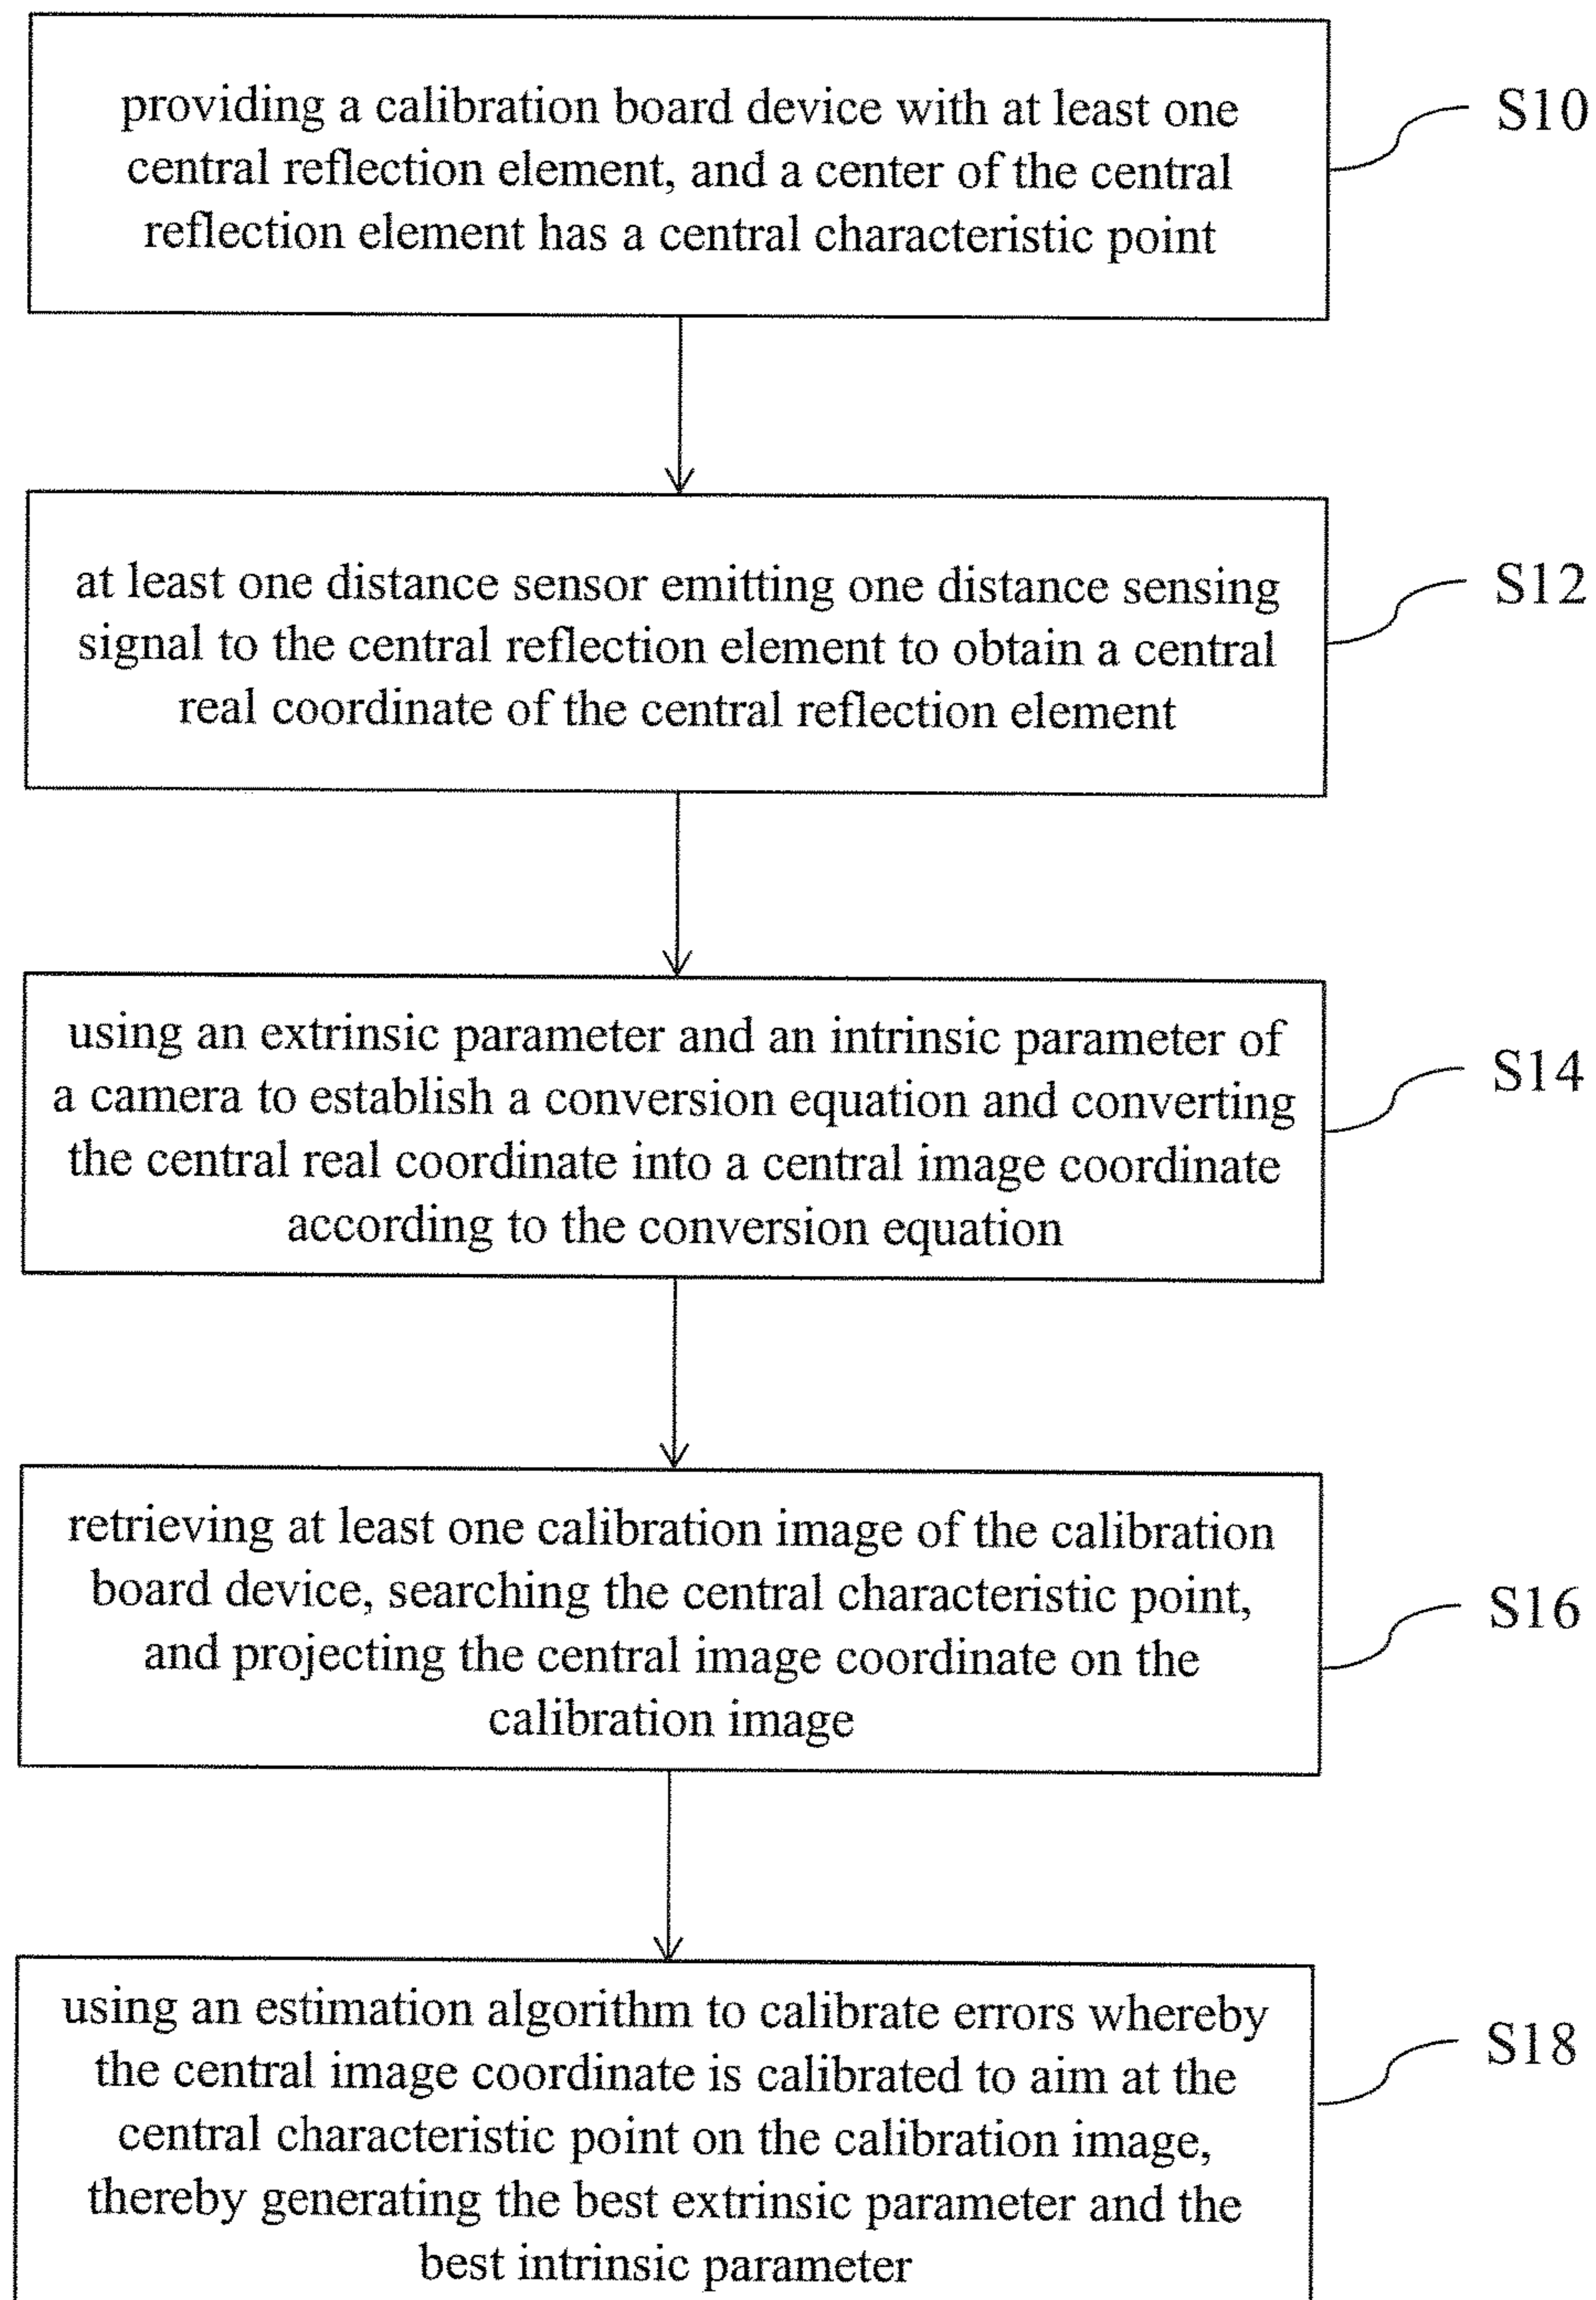 providing a calibration board device with at least one
central reflection element, and a center of the central
reflection element has a central characteristic point
S10
at least one distance sensor emitting one distance sensing
signal to the central reflection element to obtain a central
real coordinate of the central reflection element
S12
using an extrinsic parameter and an intrinsic parameter of
a camera to establish a conversion equation and converting
the central real coordinate into a central image coordinate
according to the conversion equation
S14
retrieving at least one calibration image of the calibration
board device, searching the central characteristic point,
and projecting the central image coordinate on the
calibration image
S16
using an estimation algorithm to calibrate errors whereby
the central image coordinate is calibrated to aim at the
central characteristic point on the calibration image,
thereby generating the best extrinsic parameter and the
best intrinsic parameter
S18